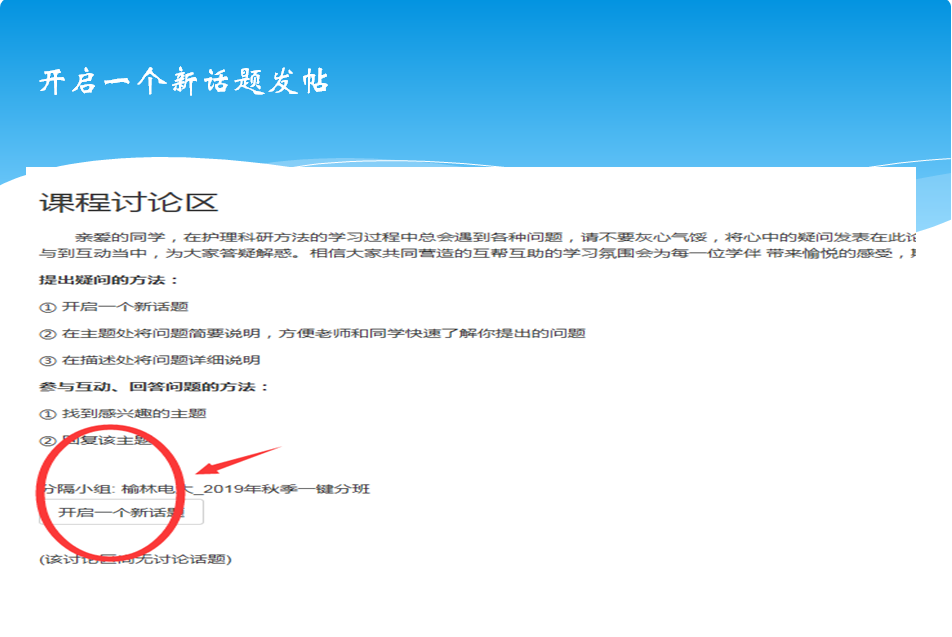 开启一个新话题发帖
课程讨论区
亲爱的同学，在护理科研方法的学习过程中总会遇到各种问题，请不要灰心气馁，将心中的疑问发表在此论
与到互动当中，为大家答疑解惑。相信大家共同营造的互帮互助的学习氛围会为每一位学伴 带来愉悦的感受，期
提出疑问的方法：
① 开启一个新话题
② 在主题处将问题简要说明，方便老师和同学快速了解你提出的问题
③ 在描述处将问题详细说明
参与互动、回答问题的方法：
① 找到感兴趣的主题
② 回复该主题
分隔小组: 榆林电大_2019年秋季一键分班
开启一个新话题
(该讨论区尚无讨论话题)